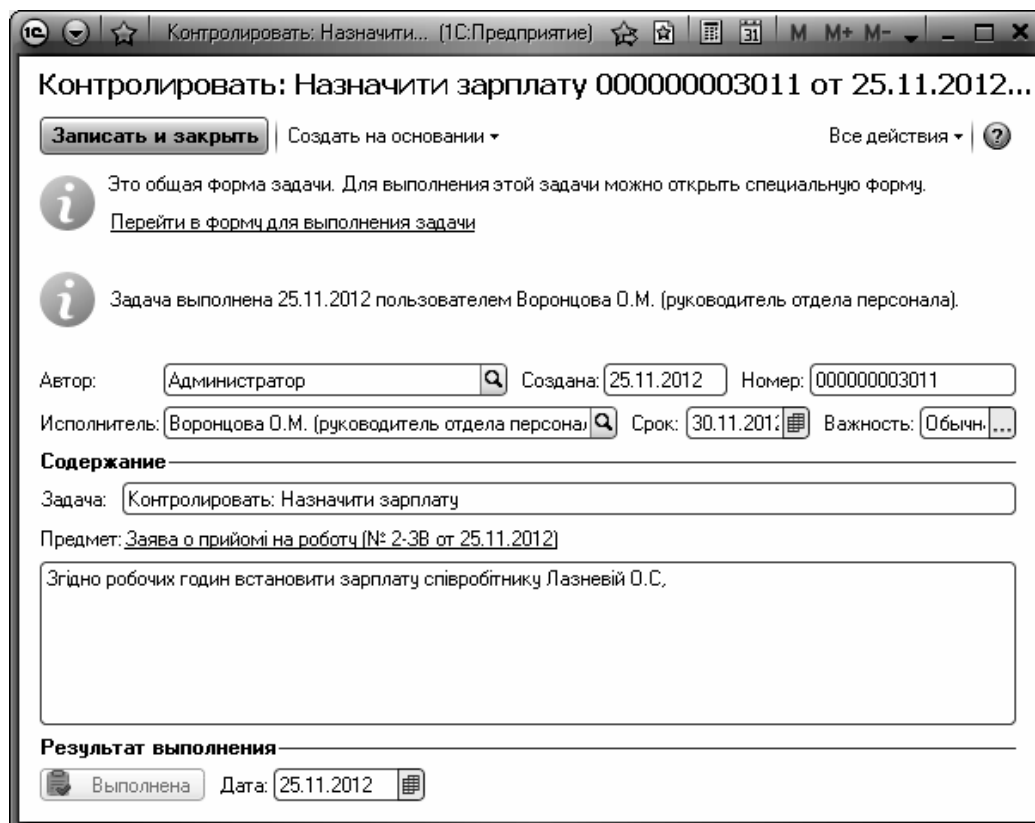 1С Контролировать: Назначити... (1С:Предприятие) 31 M M+ M-
Контролировать: Назначити зарплату 000000003011 от 25.11.2012...
Записать и закрыть Создать на основании Все действия ?
Это общая форма задачи. Для выполнения этой задачи можно открыть специальную форму.
Перейти в форму для выполнения задачи
Задача выполнена 25.11.2012 пользователем Воронцова О.М. (руководитель отдела персонала).
Автор: Администратор Создана: 25.11.2012 Номер: 000000003011
Исполнитель: Воронцова О.М. (руководитель отдела персонал Срок: 30.11.2012 Важность: Обычн. ...
Содержание
Задача: Контролировать: Назначити зарплату
Предмет: Заява о прийомі на роботу (№ 2-ЗВ от 25.11.2012)
Згідно робочих годин встановити зарплату співробітнику Лазневій О.С,
Результат выполнения
Выполнена Дата: 25.11.2012